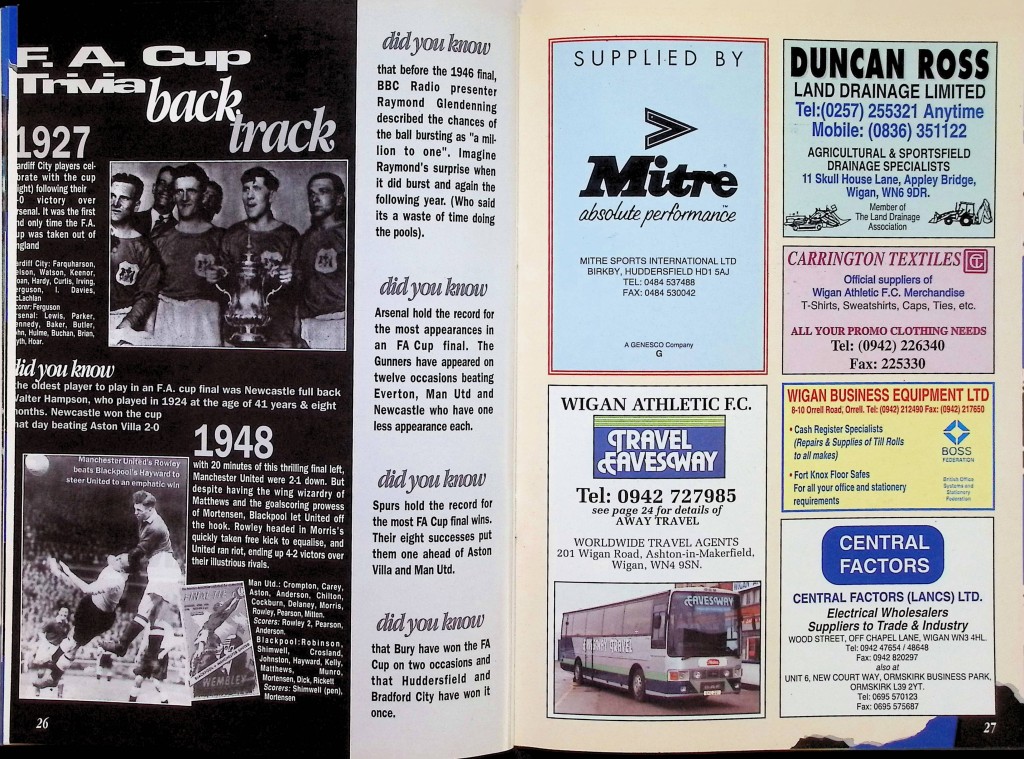 F. A. Cup
Trivia back
track
1927
ardiff City players cel-
brate with the cup
ight) following their
-0 victory over
rsenal. It was the first
nd only time the F.A.
up was taken out of
ngland
ardiff City: Farquharson,
elson, Watson, Keenor,
oan, Hardy, Curtis, Irving,
erguson, I. Davies,
cLachlan
corer: Ferguson
rsenal: Lewis, Parker,
ennedy, Baker, Butler,
ohn, Hulme, Buchan, Brian,
yth, Hoar.
did you know
the oldest player to play in an F.A. cup final was Newcastle full back
Walter Hampson, who played in 1924 at the age of 41 years & eight
months. Newcastle won the cup
hat day beating Aston Villa 2-0
1948
Manchester United's Rowley
beats Blackpool's Hayward to
steer United to an emphatic win
with 20 minutes of this thrilling final left,
Manchester United were 2-1 down. But
despite having the wing wizardry of
Matthews and the goalscoring prowess
of Mortensen, Blackpool let United off
the hook. Rowley headed in Morris's
quickly taken free kick to equalise, and
United ran riot, ending up 4-2 victors over
their illustrious rivals.
Man Utd.: Crompton, Carey,
Aston, Anderson, Chilton,
Cockburn, Delaney, Morris,
Rowley, Pearson, Mitten.
Scorers: Rowley 2, Pearson,
Anderson.
Blackpool:Robinson,
Shimwell, Crosland,
Johnston, Hayward, Kelly,
Matthews, Munro,
Mortensen, Dick, Rickett
Scorers: Shimwell (pen),
Mortensen
FINAL TIE
WEMBLEY
26
did you know
that before the 1946 final,
BBC Radio presenter
Raymond Glendenning
described the chances of
the ball bursting as "a mil-
lion to one". Imagine
Raymond's surprise when
it did burst and again the
following year. (Who said
its a waste of time doing
the pools).
did you know
Arsenal hold the record for
the most appearances in
an FA Cup final. The
Gunners have appeared on
twelve occasions beating
Everton, Man Utd and
Newcastle who have one
less appearance each.
did you know
Spurs hold the record for
the most FA Cup final wins.
Their eight successes put
them one ahead of Aston
Villa and Man Utd.
did you know
that Bury have won the FA
Cup on two occasions and
that Huddersfield and
Bradford City have won it
once.
SUPPLIED BY
Mitre
absolute performance
MITRE SPORTS INTERNATIONAL LTD
BIRKBY, HUDDERSFIELD HD1 5AJ
TEL: 0484 537488
FAX: 0484 530042
A GENESCO Company
G
WIGAN ATHLETIC F.C.
TRAVEL
EAVESWAY
Tel: 0942 727985
see page 24 for details of
AWAY TRAVEL
WORLDWIDE TRAVEL AGENTS
201 Wigan Road, Ashton-in-Makerfield,
Wigan, WN4 9SN.
EAVESWAY
EAVESWAY TRAVEL
DUNCAN ROSS
LAND DRAINAGE LIMITED
Tel:(0257) 255321 Anytime
Mobile: (0836) 351122
AGRICULTURAL & SPORTSFIELD
DRAINAGE SPECIALISTS
11 Skull House Lane, Appley Bridge,
Wigan, WN6 9DR.
Member of
The Land Drainage
Association
CARRINGTON TEXTILES
Official suppliers of
Wigan Athletic F.C. Merchandise
T-Shirts, Sweatshirts, Caps, Ties, etc.
ALL YOUR PROMO CLOTHING NEEDS
Tel: (0942) 226340
Fax: 225330
WIGAN BUSINESS EQUIPMENT LTD
8-10 Orrell Road, Orrell. Tel: (0942) 212490 Fax: (0942) 217650
• Cash Register Specialists
(Repairs & Supplies of Till Rolls
to all makes)
• Fort Knox Floor Safes
For all your office and stationery
requirements
BOSS
FEDERATION
British Office
Systems and
Stationery
Federation
CENTRAL
FACTORS
CENTRAL FACTORS (LANCS) LTD.
Electrical Wholesalers
Suppliers to Trade & Industry
WOOD STREET, OFF CHAPEL LANE, WIGAN WN3 4HL.
Tel: 0942 47654 / 48648
Fax: 0942 820297
also at
UNIT 6, NEW COURT WAY, ORMSKIRK BUSINESS PARK,
ORMSKIRK L39 2YT.
Tel: 0695 570123
Fax: 0695 575687
27